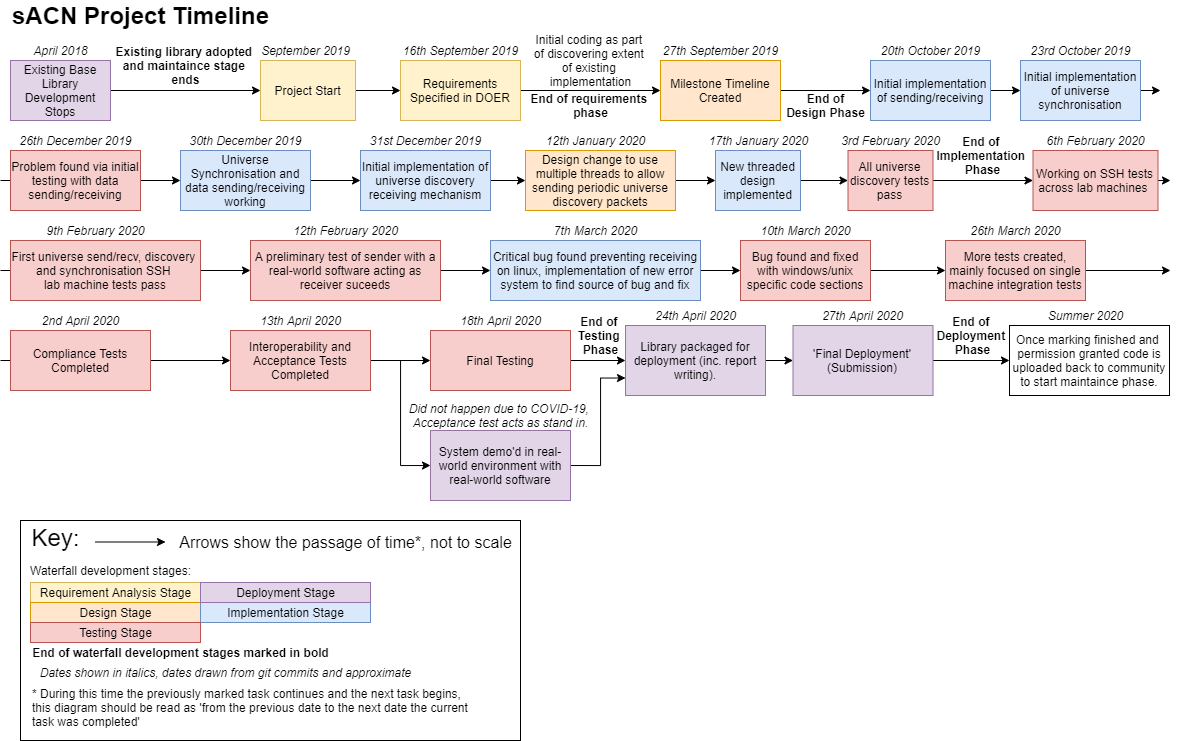 sACN Project Timeline
April 2018
Existing Base
Library
Development
Stops
Existing library adopted
and maintaince stage
ends
September 2019
Project Start
16th September 2019
Requirements
Specified in DOER
Initial coding as part
of discovering extent
of existing
implementation
End of requirements
phase
27th September 2019
Milestone Timeline
Created
End of
Design Phase
20th October 2019
Initial implementation
of sending/receiving
23rd October 2019
Initial implementation
of universe
synchronisation
26th December 2019
Problem found via initial
testing with data
sending/receiving
30th December 2019
Universe
Synchronisation and
data sending/receiving
working
31st December 2019
Initial implementation of
universe discovery
receiving mechanism
12th January 2020
Design change to use
multiple threads to allow
sending periodic universe
discovery packets
17th January 2020
New threaded
design
implemented
3rd February 2020
All universe
discovery tests
pass
End of
Implementation
Phase
6th February 2020
Working on SSH tests
across lab machines
9th February 2020
First universe send/recv, discovery
and synchronisation SSH
lab machine tests pass
12th February 2020
A preliminary test of sender with a
real-world software acting as
receiver suceeds
7th March 2020
Critical bug found preventing receiving
on linux, implementation of new error
system to find source of bug and fix
10th March 2020
Bug found and fixed
with windows/unix
specific code sections
26th March 2020
More tests created,
mainly focused on single
machine integration tests
2nd April 2020
Compliance Tests
Completed
13th April 2020
Interoperability and
Acceptance Tests
Completed
18th April 2020
Final Testing
End of
Testing
Phase
24th April 2020
Library packaged for
deployment (inc. report
writing).
27th April 2020
'Final Deployment'
(Submission)
End of
Deployment
Phase
Summer 2020
Once marking finished and
permission granted code is
uploaded back to community
to start maintaince phase.
Did not happen due to COVID-19,
Acceptance test acts as stand in.
System demo'd in real-
world environment with
real-world software
Key:
Arrows show the passage of time*, not to scale
Waterfall development stages:
Requirement Analysis Stage
Deployment Stage
Design Stage
Implementation Stage
Testing Stage
End of waterfall development stages marked in bold
Dates shown in italics, dates drawn from git commits and approximate
* During this time the previously marked task continues and the next task begins,
this diagram should be read as 'from the previous date to the next date the current
task was completed'